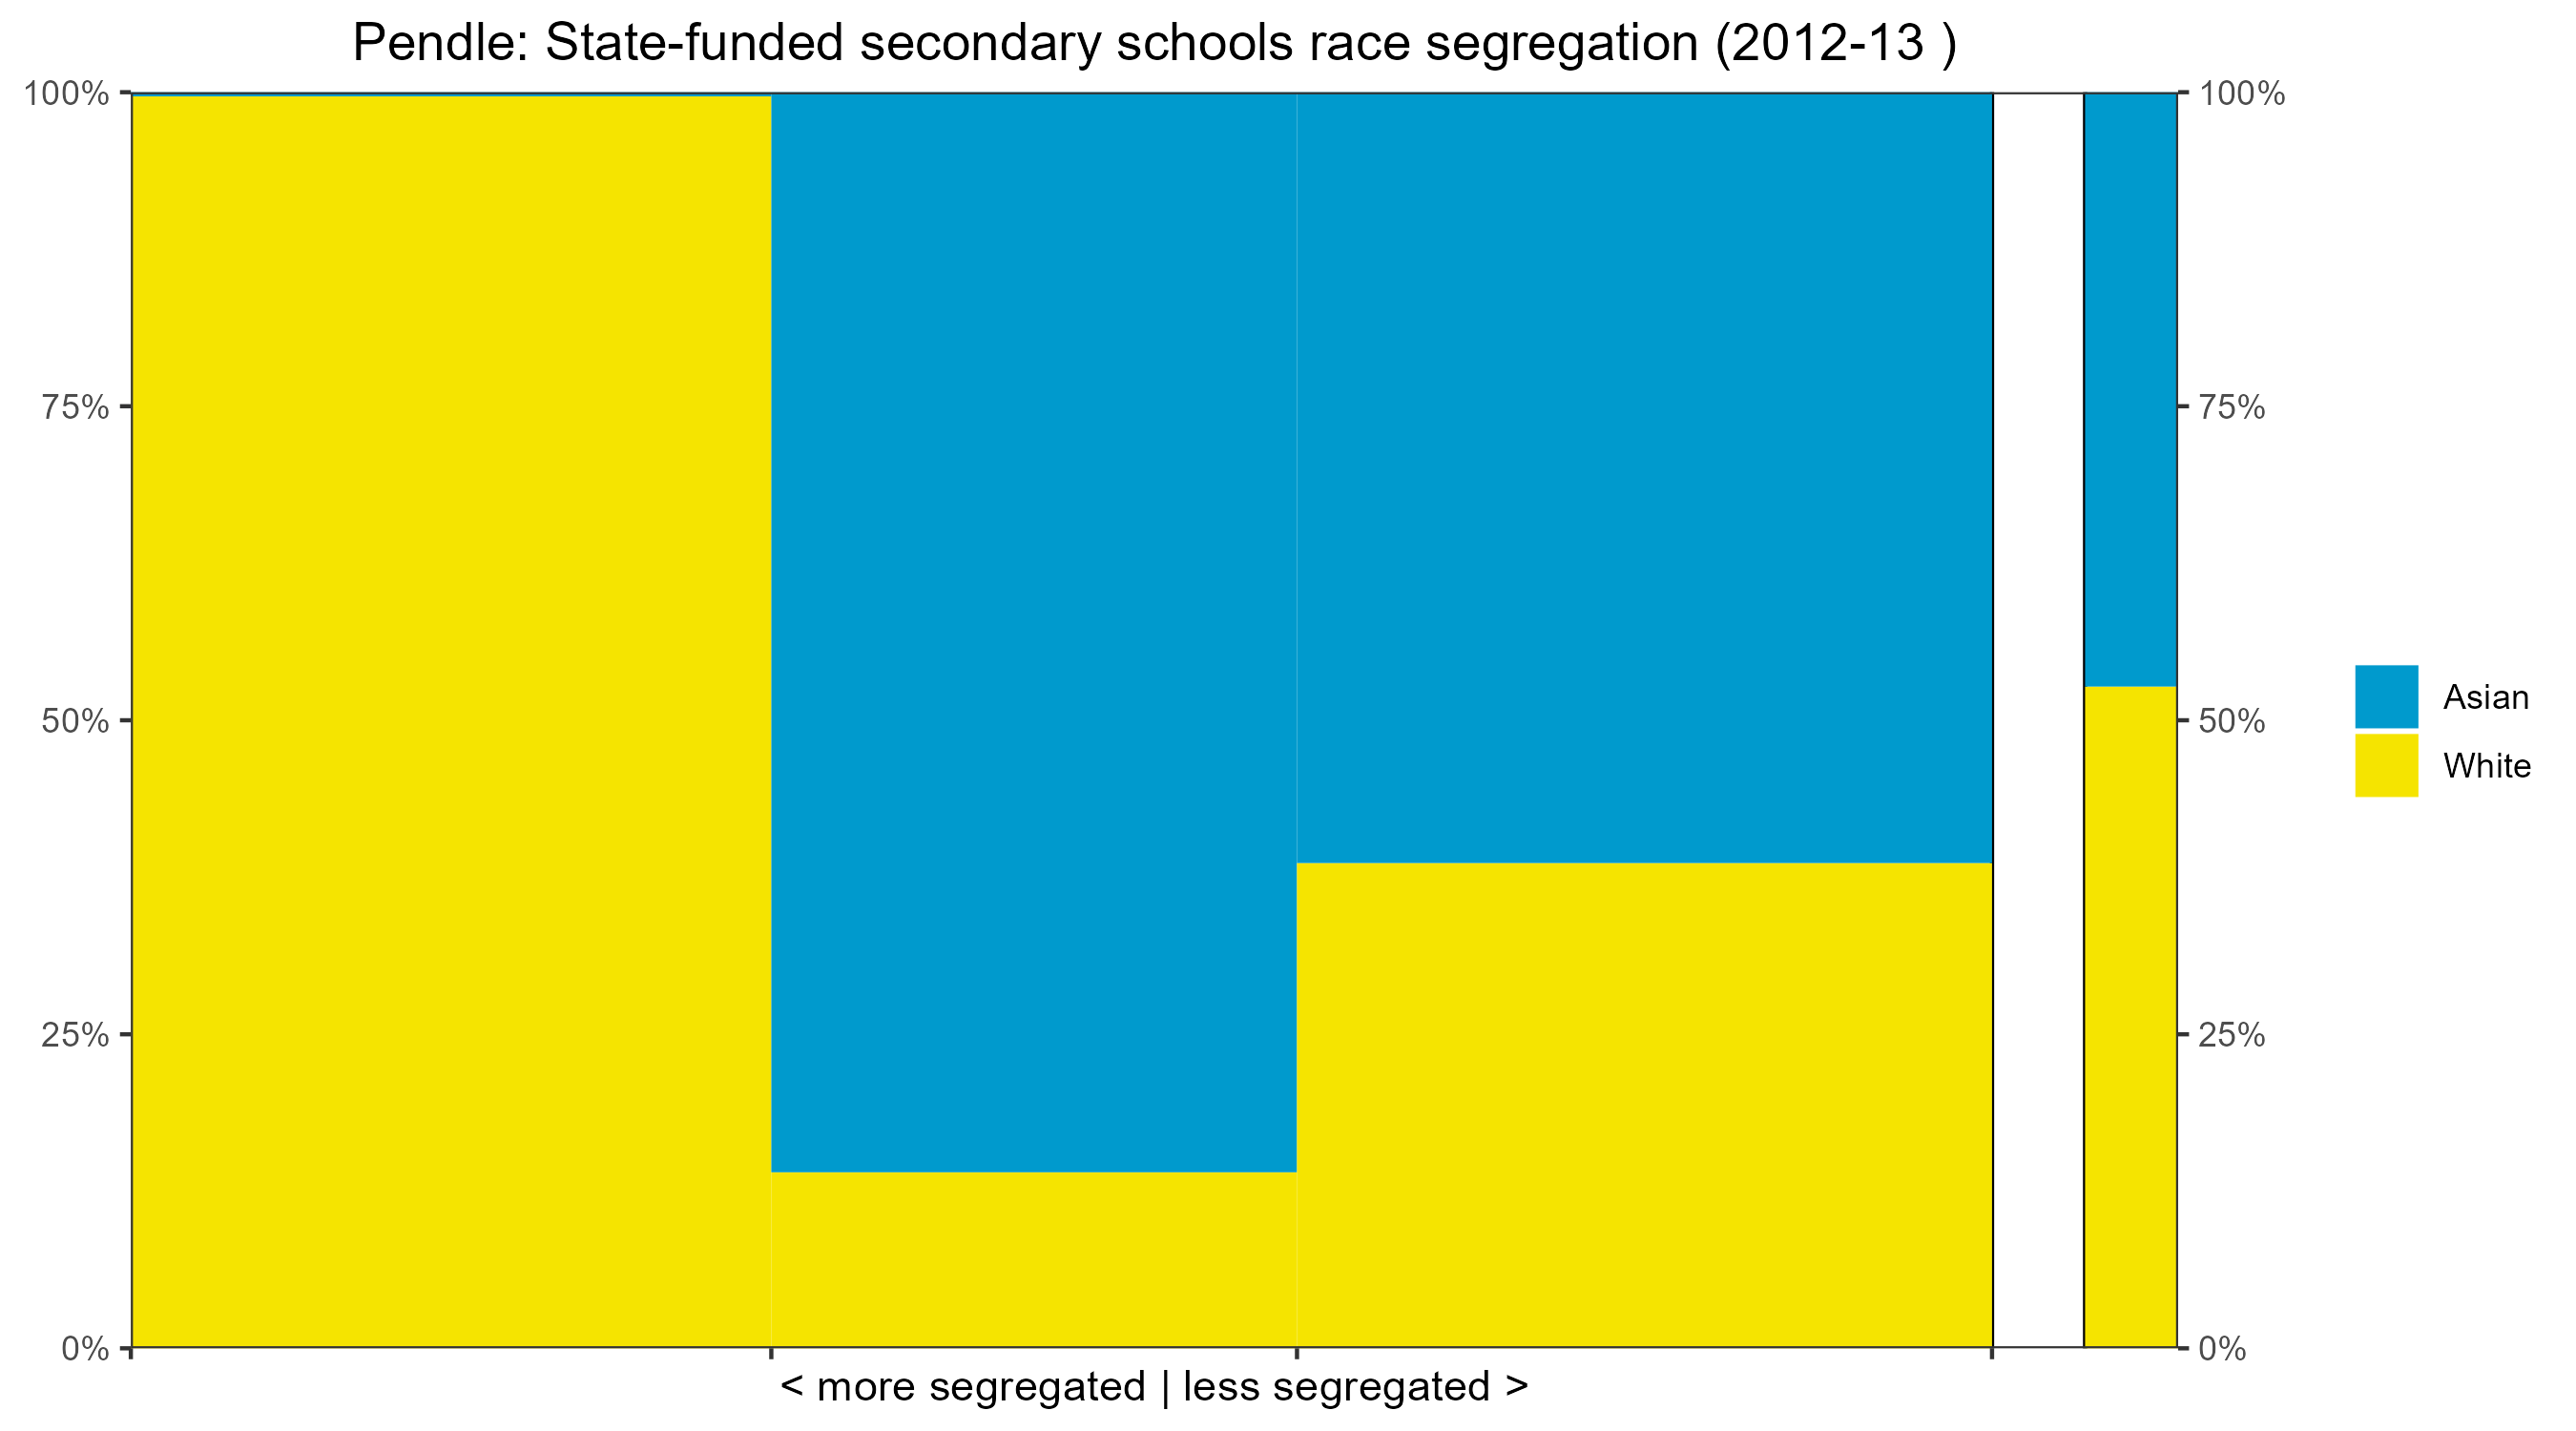 Pendle: State-funded secondary schools race segregation (2012-13 )
100%
75%
50%
25%
0%
100%
75%
50%
25%
0%
Asian
White
< more segregated | less segregated >